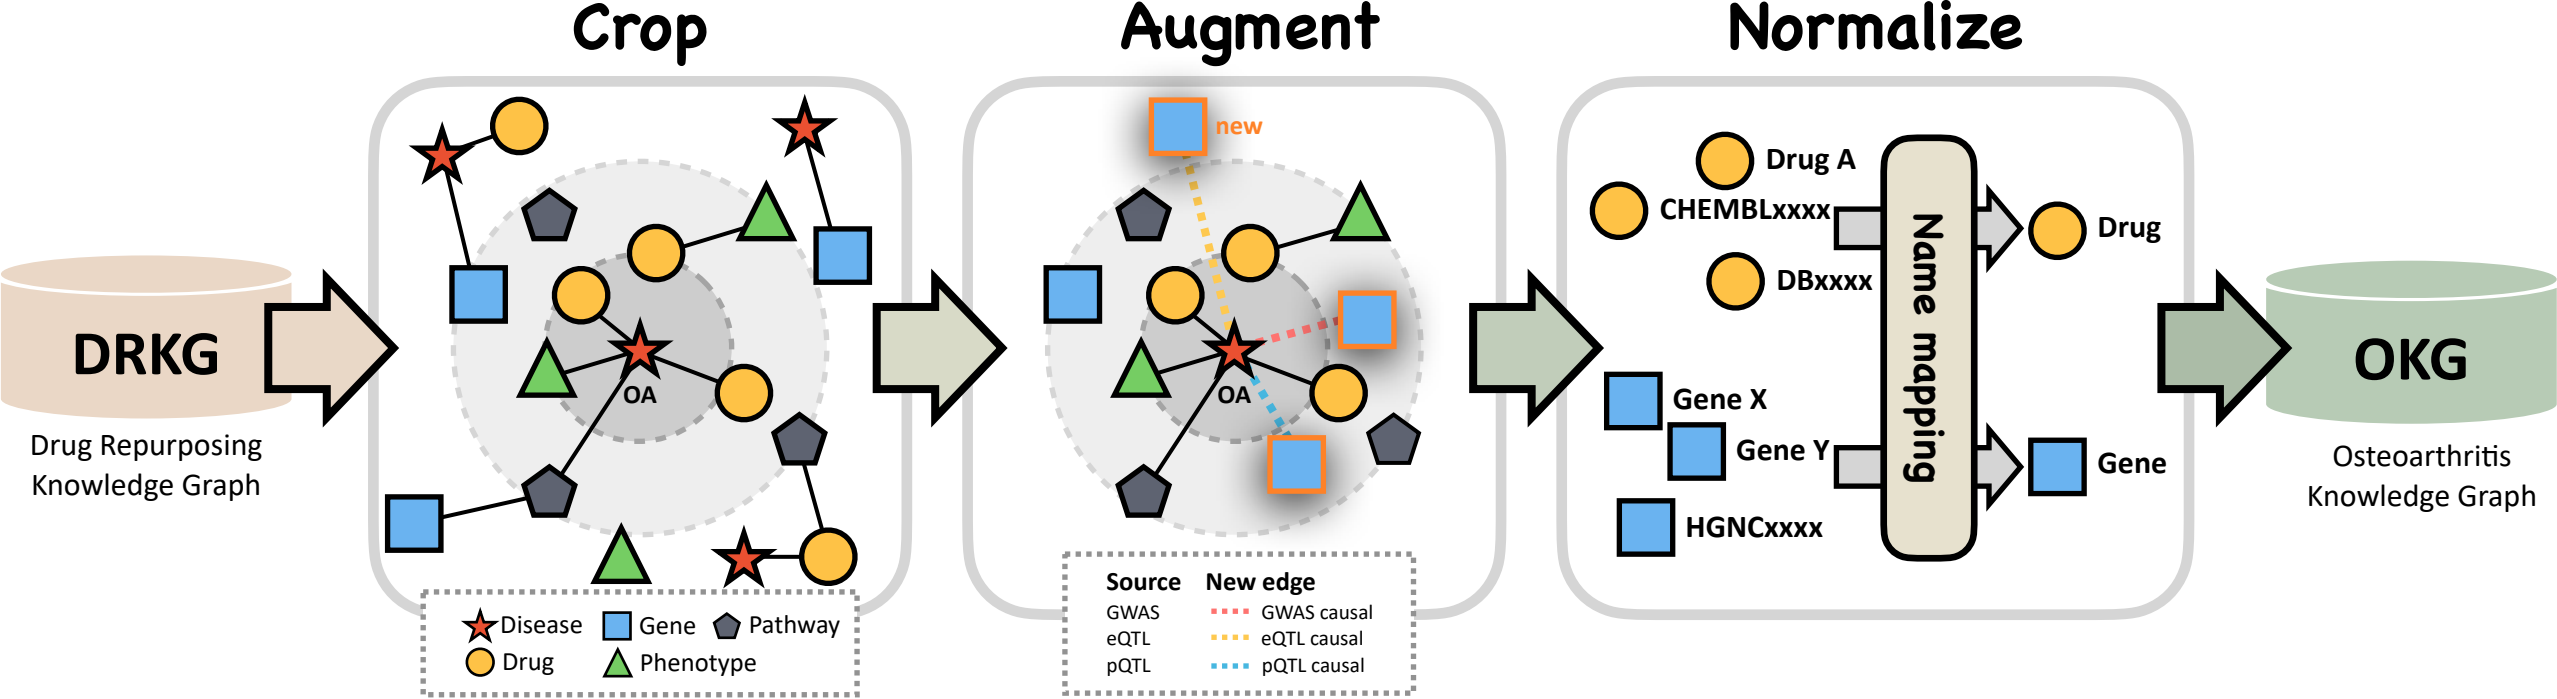 Crop
Augment
Normalize
DRKG
Drug Repurposing
Knowledge Graph
OA
Disease
Gene
Pathway
Drug
Phenotype
new
OA
Source New edge
GWAS GWAS causal
eQTL eQTL causal
pQTL pQTL causal
Drug A
CHEMBLxxxx
DBxxxx
Gene X
Gene Y
HGNCxxxx
Name mapping
Drug
Gene
OKG
Osteoarthritis
Knowledge Graph